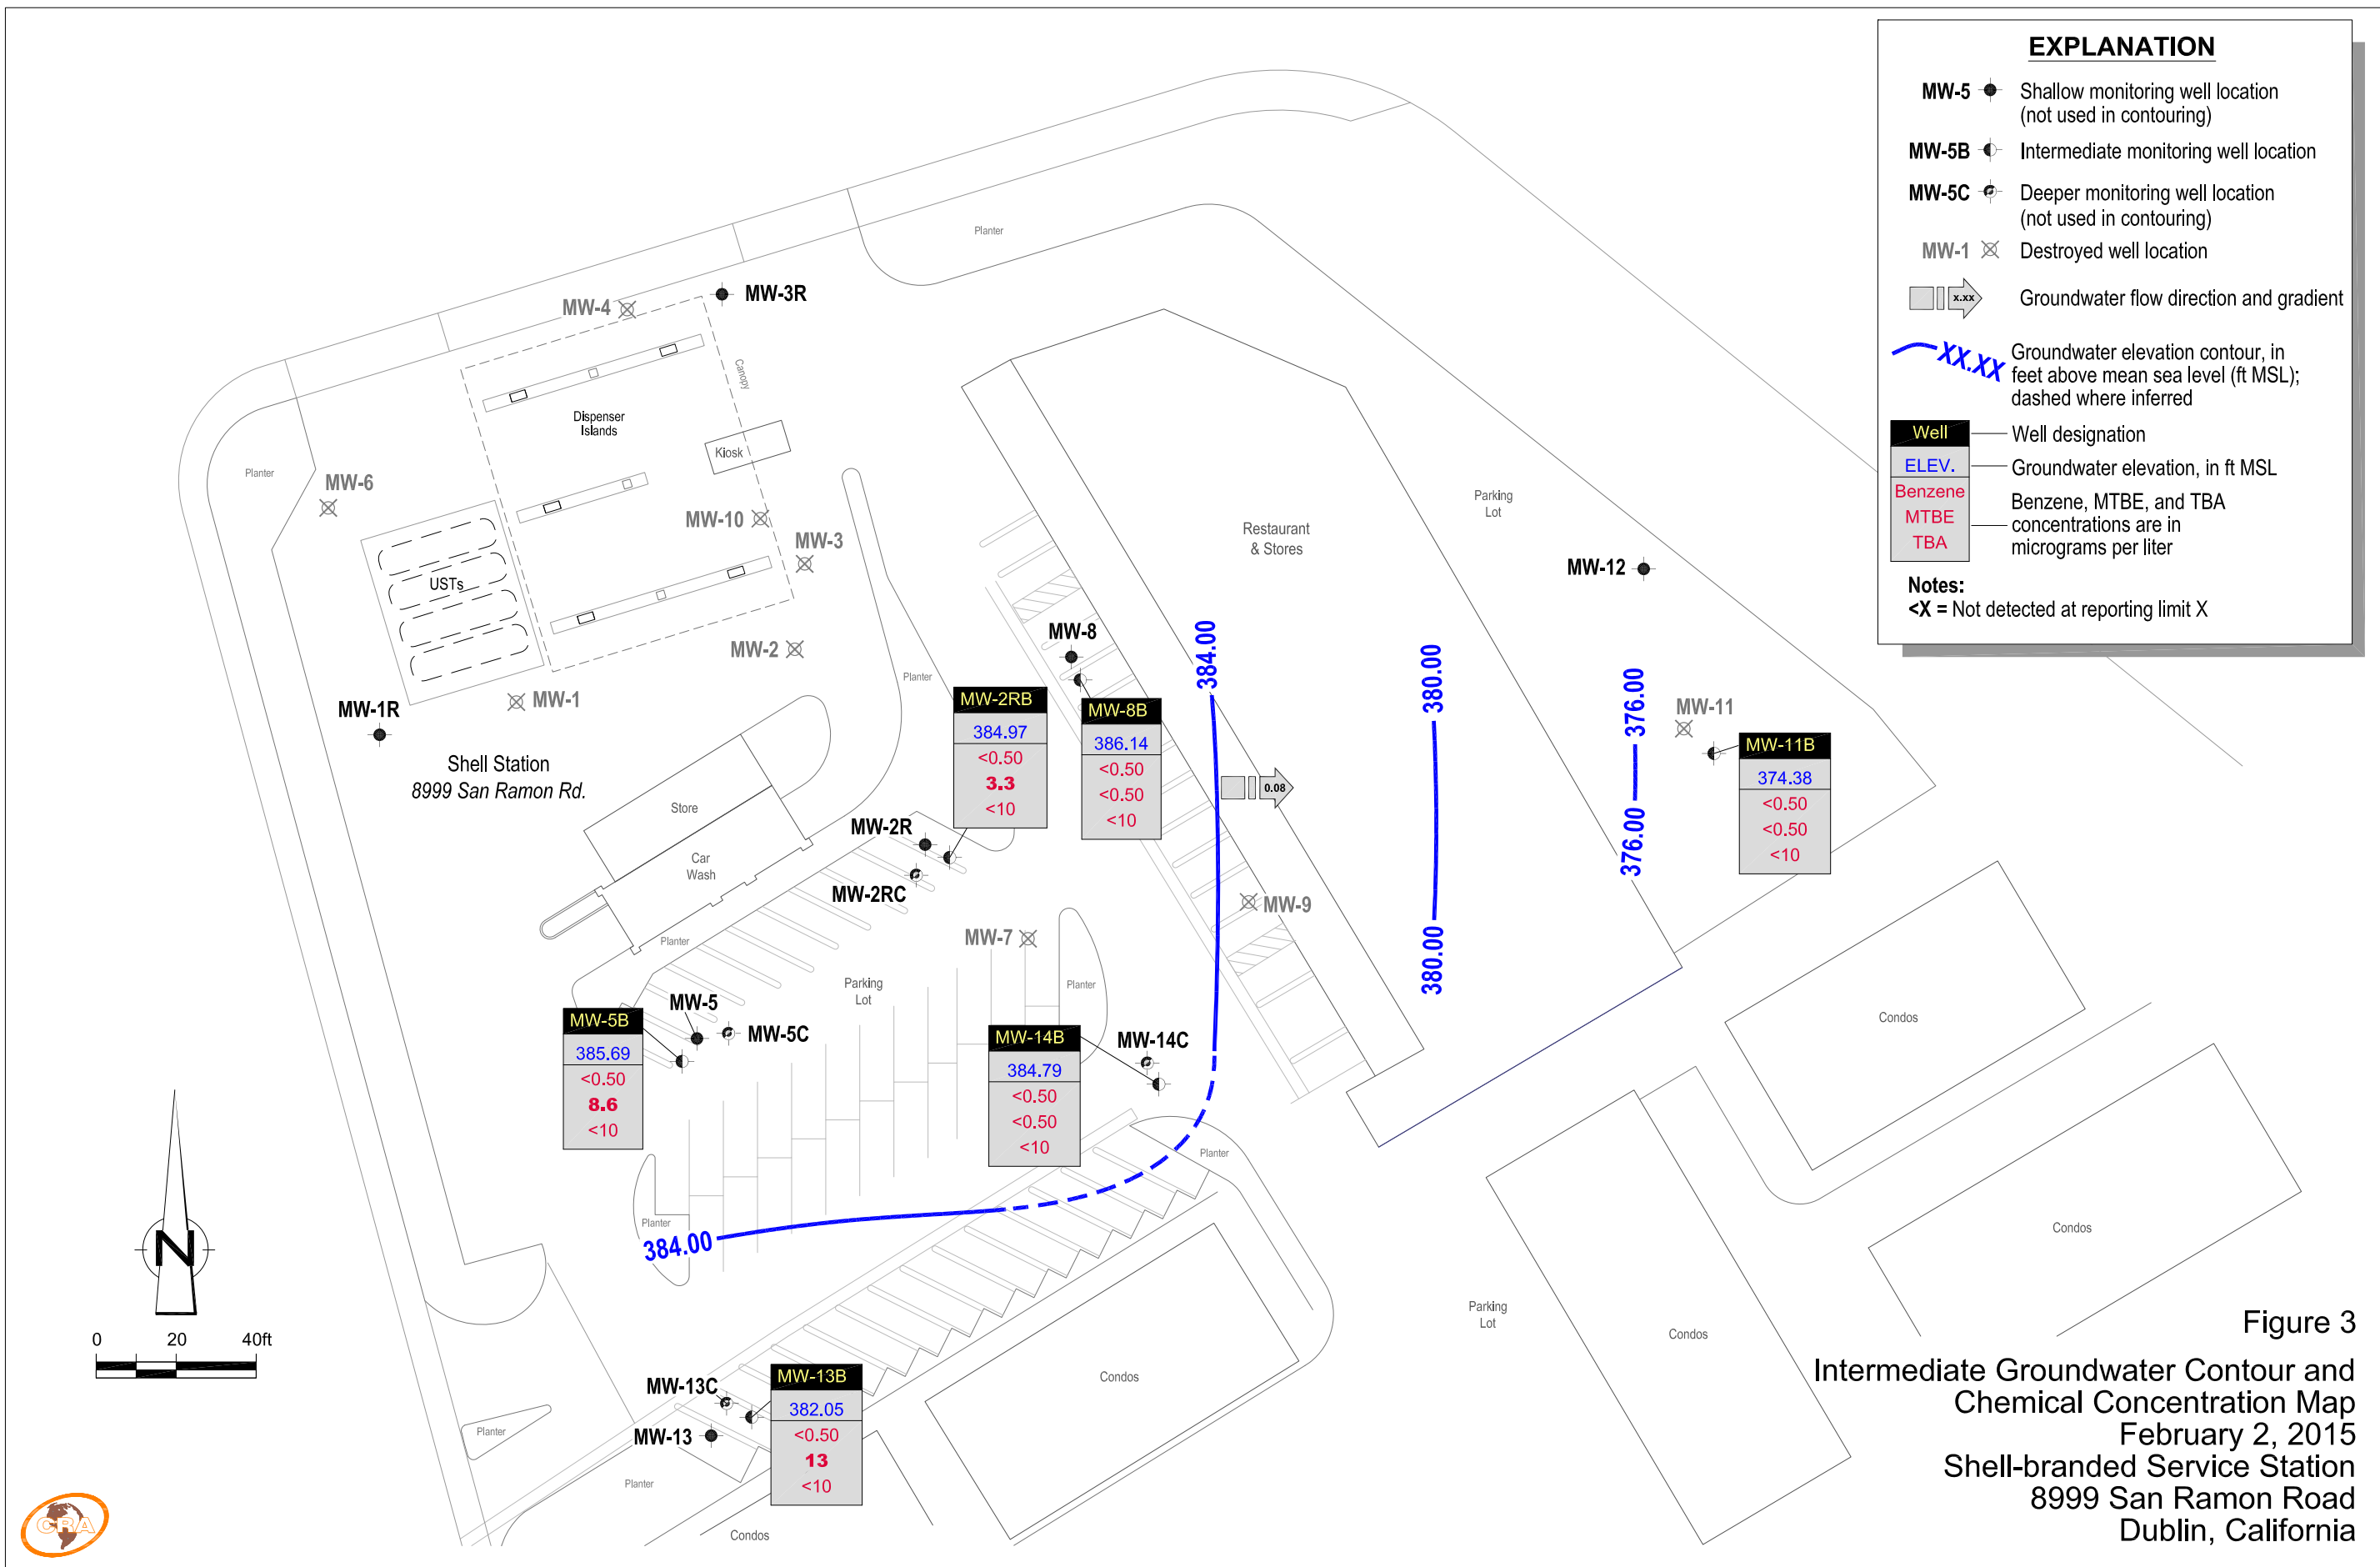 EXPLANATION
MW-5 Shallow monitoring well location
(not used in contouring)
MW-5B Intermediate monitoring well location
MW-5C Deeper monitoring well location
(not used in contouring)
MW-1 Destroyed well location
x.xx Groundwater flow direction and gradient
XX.XX Groundwater elevation contour, in
feet above mean sea level (ft MSL);
dashed where inferred
Well Well designation
ELEV. Groundwater elevation, in ft MSL
Benzene
MTBE
TBA
Benzene, MTBE, and TBA
concentrations are in
micrograms per liter
Notes:
<X = Not detected at reporting limit X
Planter
MW-4
MW-3R
Canopy
Dispenser
Islands
Kiosk
Planter
MW-6
USTs
MW-10
MW-3
MW-2
MW-1
MW-1R
Shell Station
8999 San Ramon Rd.
Restaurant
& Stores
Parking
Lot
MW-12
MW-8
Planter
MW-2RB
384.97
<0.50
3.3
<10
MW-8B
386.14
<0.50
<0.50
<10
384.00
380.00
376.00
MW-11
MW-11B
374.38
<0.50
<0.50
<10
0.08
Store
Car
Wash
MW-2R
MW-2RC
376.00
MW-9
MW-7
380.00
Planter
Parking
Lot
Planter
MW-5
MW-5C
MW-5B
385.69
<0.50
8.6
<10
MW-14B
384.79
<0.50
<0.50
<10
MW-14C
Planter
Condos
Planter
384.00
Condos
Parking
Lot
Condos
N
0 20 40ft
Condos
MW-13C
MW-13
MW-13B
382.05
<0.50
13
<10
Planter
Planter
Condos
CRA
Figure 3
Intermediate Groundwater Contour and
Chemical Concentration Map
February 2, 2015
Shell-branded Service Station
8999 San Ramon Road
Dublin, California